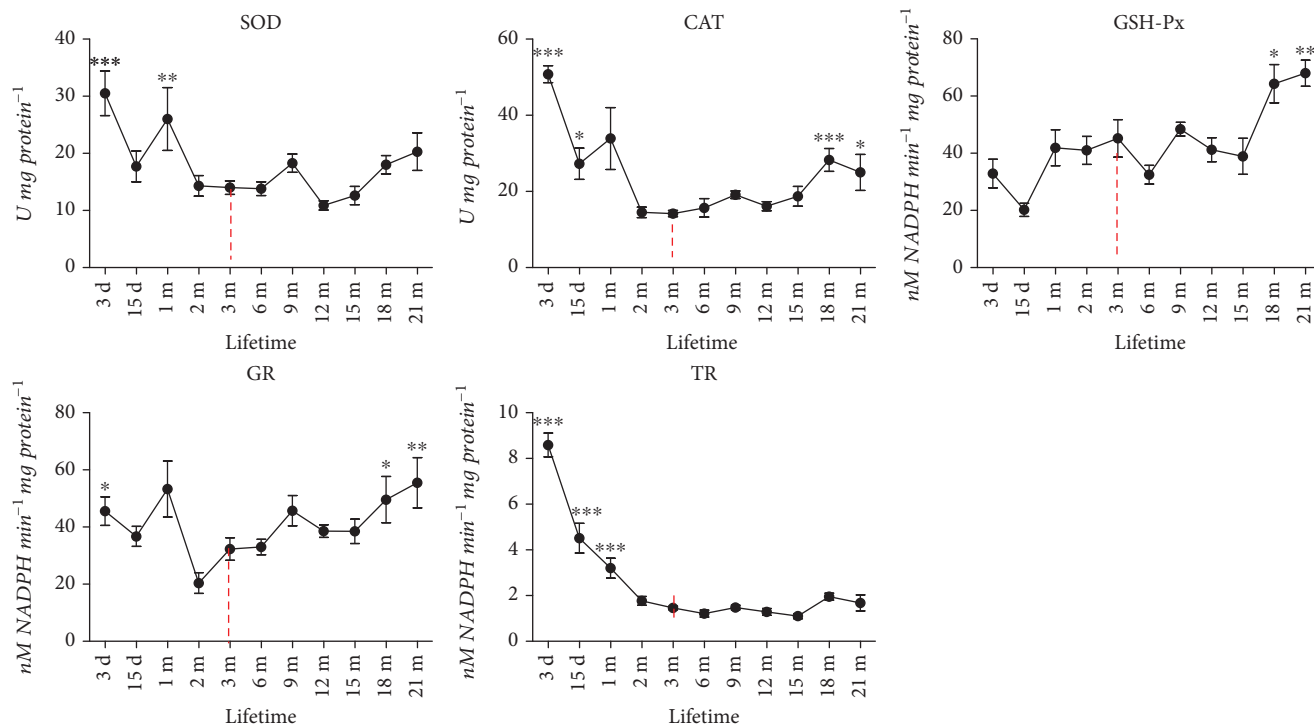 SOD
U mg protein⁻¹
40
30
20
10
0
***
**
3 d
15 d
1 m
2 m
3 m
6 m
9 m
12 m
15 m
18 m
21 m
Lifetime
CAT
U mg protein⁻¹
60
40
20
0
***
*
***
*
3 d
15 d
1 m
2 m
3 m
6 m
9 m
12 m
15 m
18 m
21 m
Lifetime
GSH-Px
nM NADPH min⁻¹ mg protein⁻¹
80
60
40
20
0
*
**
3 d
15 d
1 m
2 m
3 m
6 m
9 m
12 m
15 m
18 m
21 m
Lifetime
GR
nM NADPH min⁻¹ mg protein⁻¹
80
60
40
20
0
*
*
**
3 d
15 d
1 m
2 m
3 m
6 m
9 m
12 m
15 m
18 m
21 m
Lifetime
TR
nM NADPH min⁻¹ mg protein⁻¹
10
8
6
4
2
0
***
***
***
3 d
15 d
1 m
2 m
3 m
6 m
9 m
12 m
15 m
18 m
21 m
Lifetime